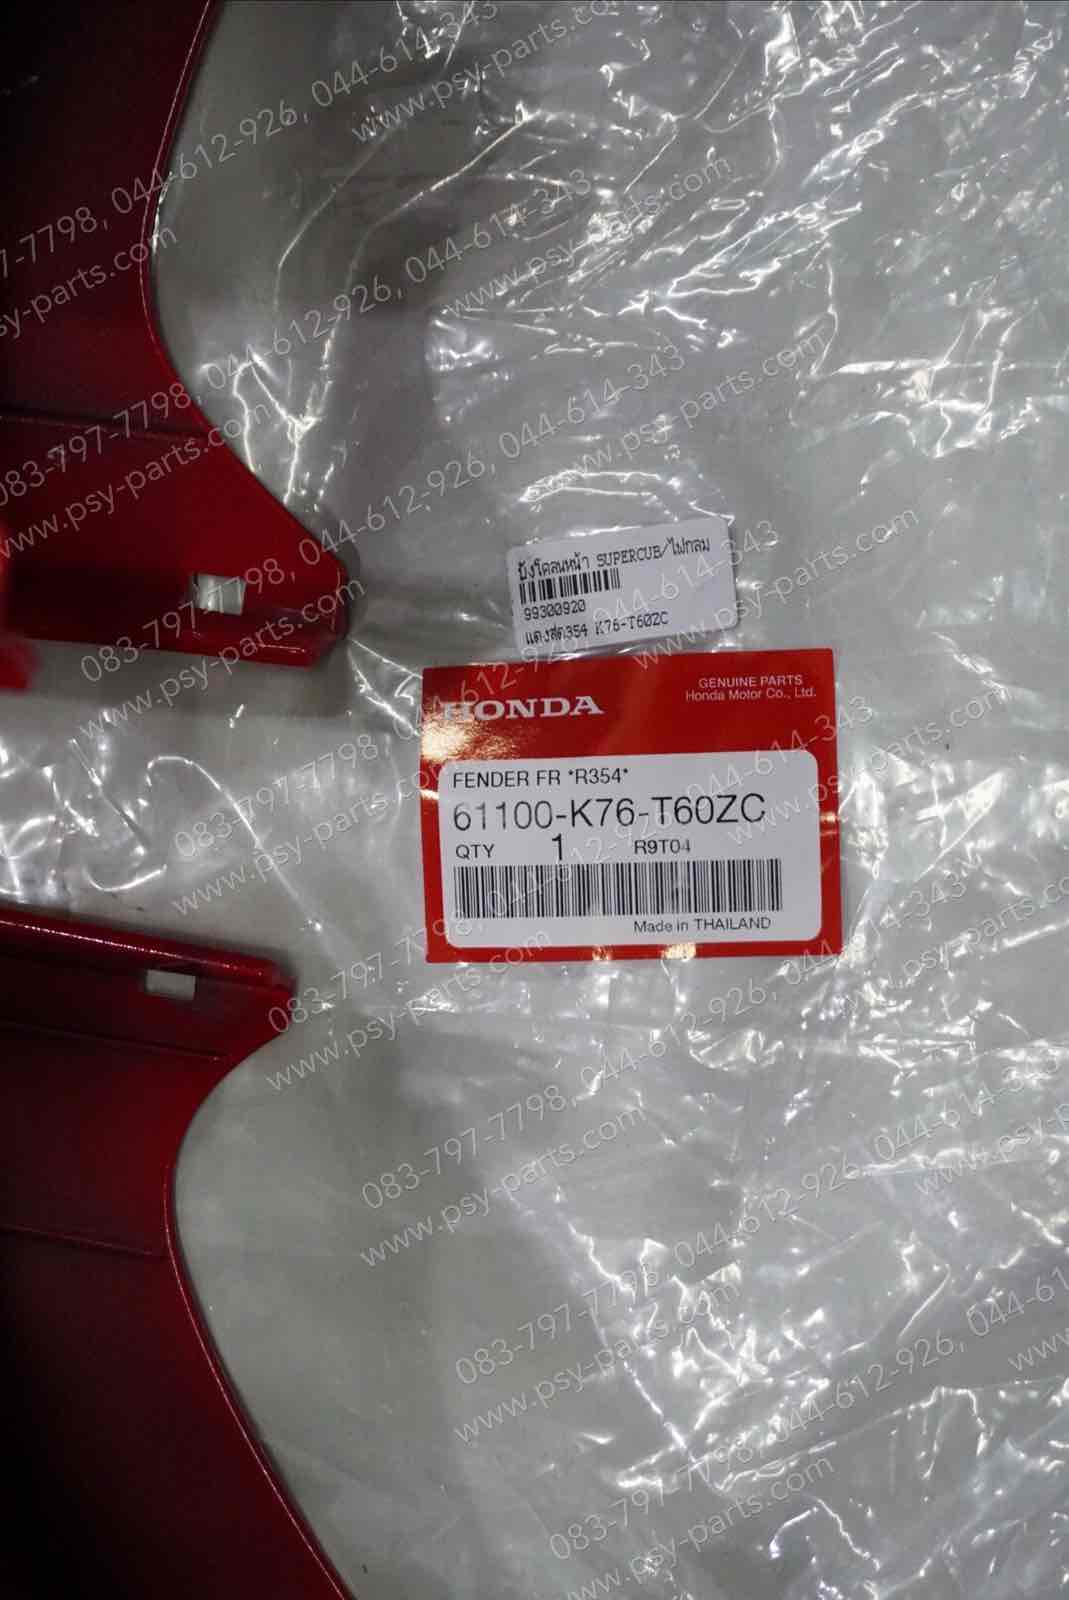 บังโคลนหน้า SUPERCUB/ไฟกลม
99300920
แดงสด354 K76-T60ZC
HONDA
GENUINE PARTS
Honda Motor Co., Ltd.
FENDER FR *R354*
61100-K76-T60ZC
QTY 1 R9T04
Made in THAILAND
083-797-7798, 044-612-926, 044-614-343
www.psy-parts.com